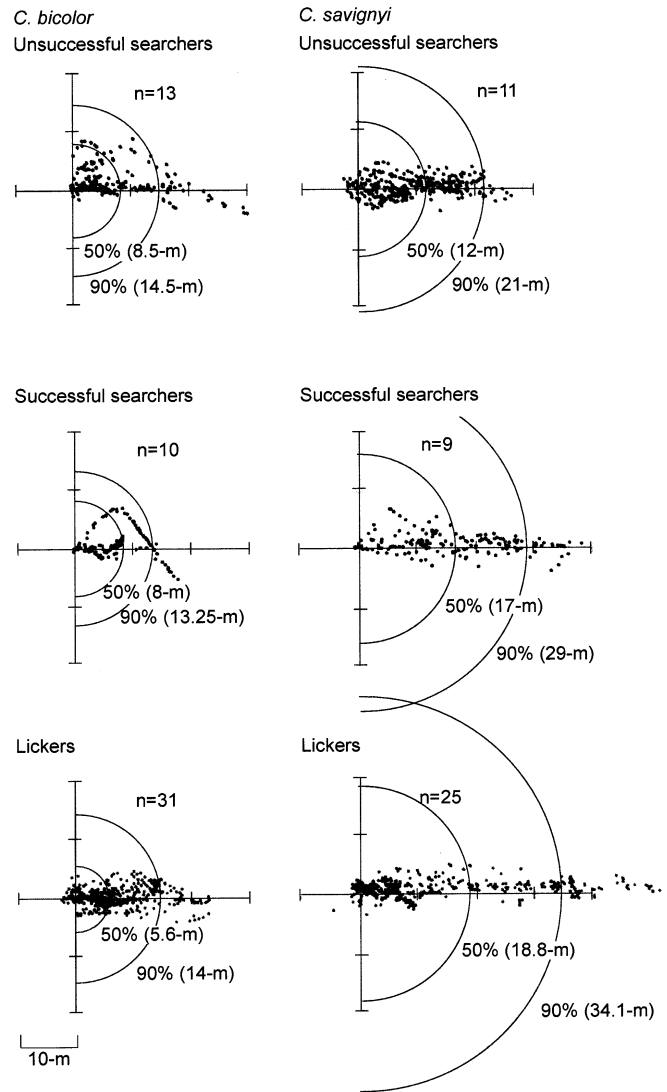 C. bicolor
Unsuccessful searchers
n=13
50% (8.5-m)
90% (14.5-m)
C. savignyi
Unsuccessful searchers
n=11
50% (12-m)
90% (21-m)
Successful searchers
n=10
50% (8-m)
90% (13.25-m)
Successful searchers
n=9
50% (17-m)
90% (29-m)
Lickers
n=31
50% (5.6-m)
90% (14-m)
10-m
Lickers
n=25
50% (18.8-m)
90% (34.1-m)